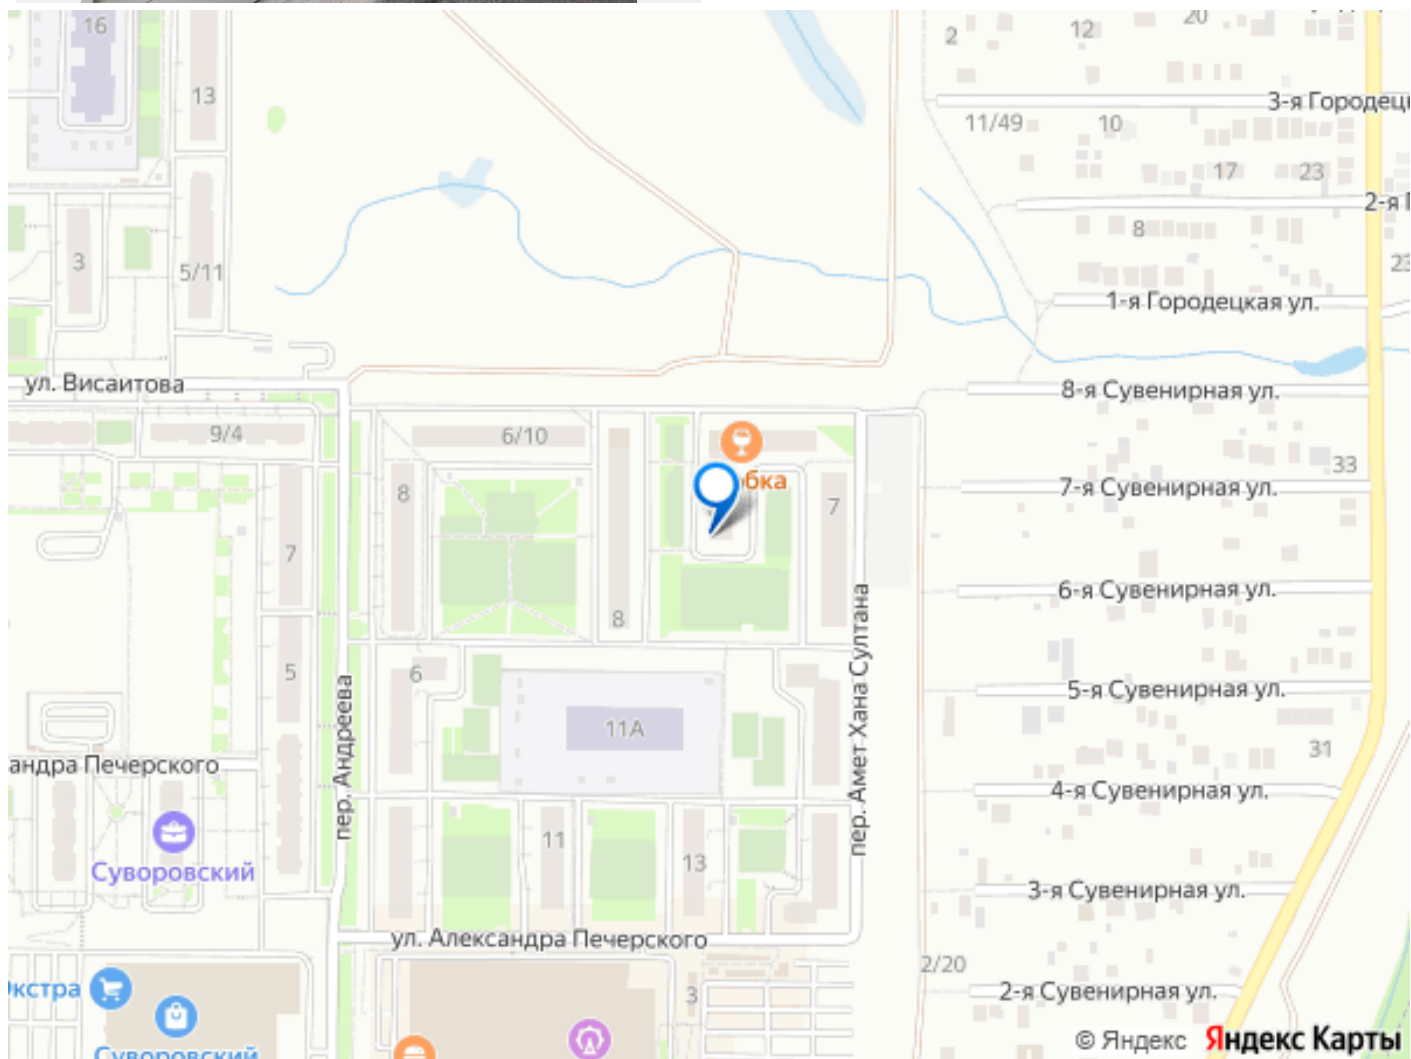 16
2
12
20
13
3-я Городецк
11/49
10
17
23
2-я
8
3
5/11
23
1-я Городецкая ул.
ул. Висаитова
8-я Сувенирная ул.
9/4
6/10
33
8
бка
7-я Сувенирная ул.
7
7
6-я Сувенирная ул.
8
пер. Амет Хана Султана
5
6
пер. Андреева
5-я Сувенирная ул.
11А
31
андра Печерского
4-я Сувенирная ул.
11
13
Суворовский
3-я Сувенирная ул.
ул. Александра Печерского
2/20
Экстра
3
2-я Сувенирная ул.
© Яндекс Яндекс Карты
Суворовский